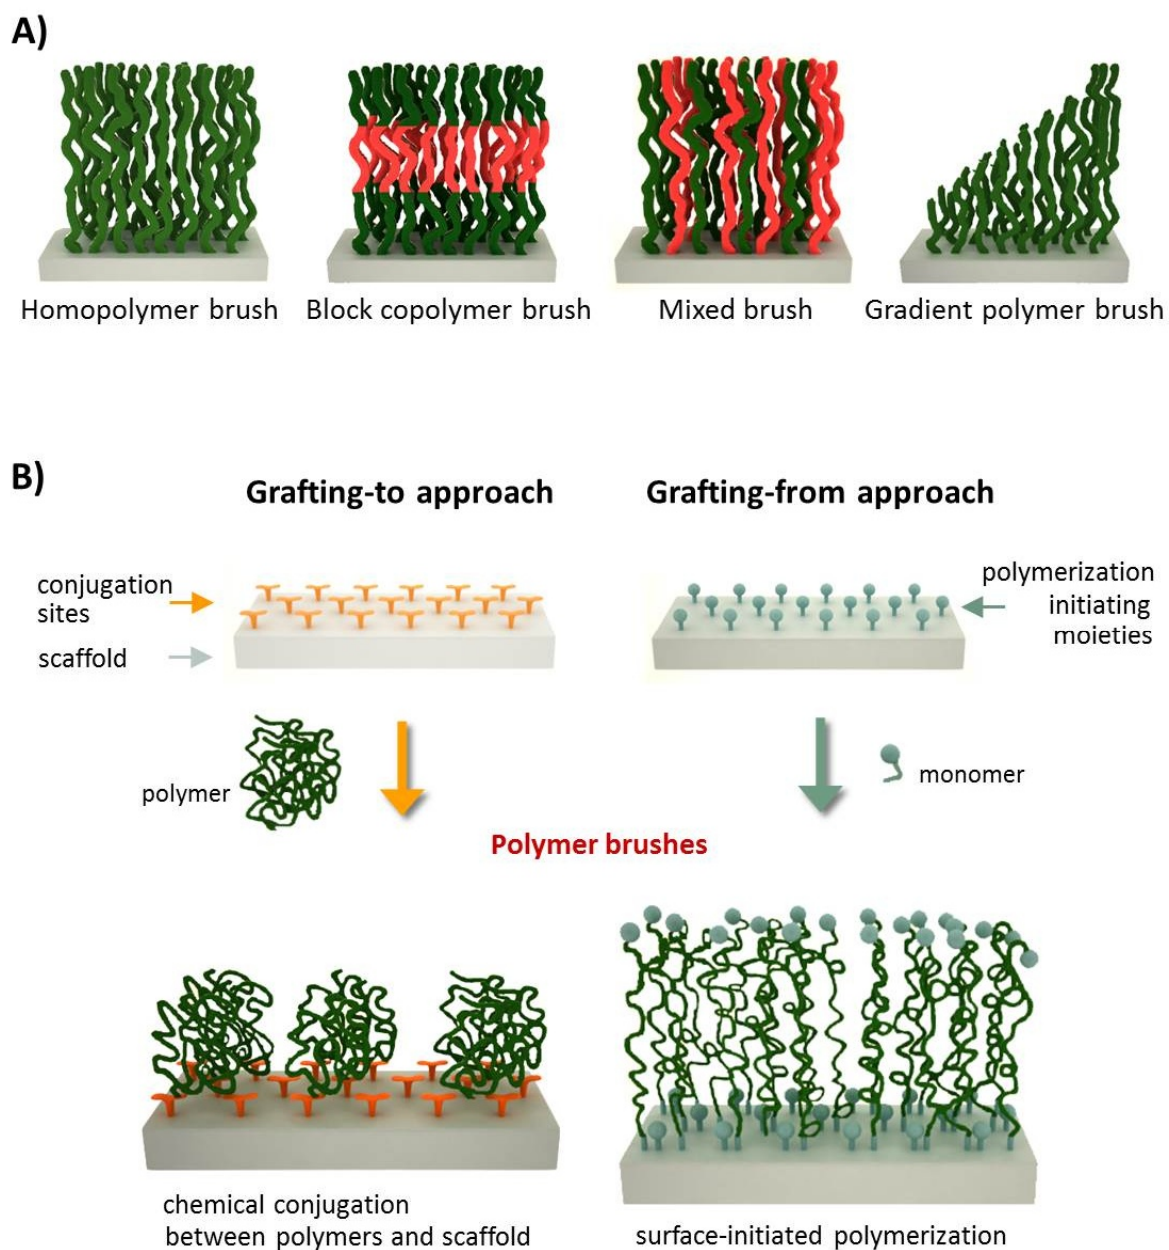 A)
Homopolymer brush
Block copolymer brush
Mixed brush
Gradient polymer brush
B)
Grafting-to approach
Grafting-from approach
conjugation
sites
scaffold
polymerization
initiating
moieties
polymer
monomer
Polymer brushes
chemical conjugation
between polymers and scaffold
surface-initiated polymerization